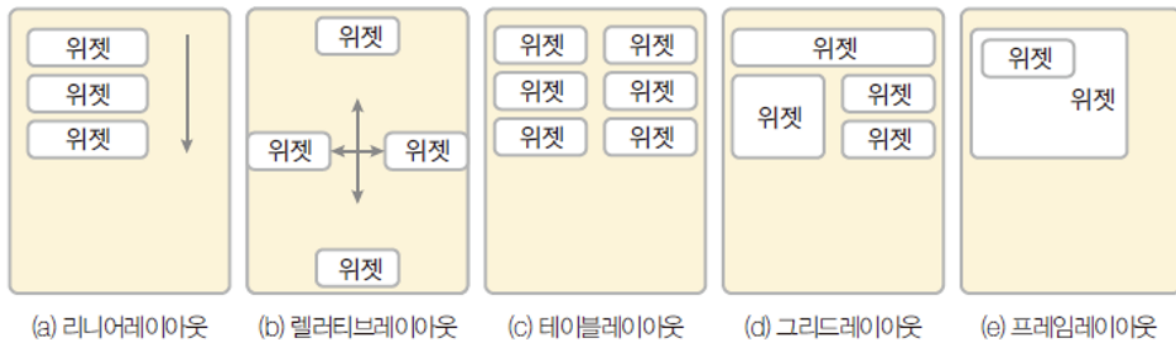 위젯
위젯
위젯
(a) 리니어레이아웃
위젯
위젯 위젯
위젯
(b) 렐러티브레이아웃
위젯 위젯
위젯 위젯
위젯 위젯
(c) 테이블레이아웃
위젯
위젯 위젯
위젯
(d) 그리드레이아웃
위젯
위젯
(e) 프레임레이아웃